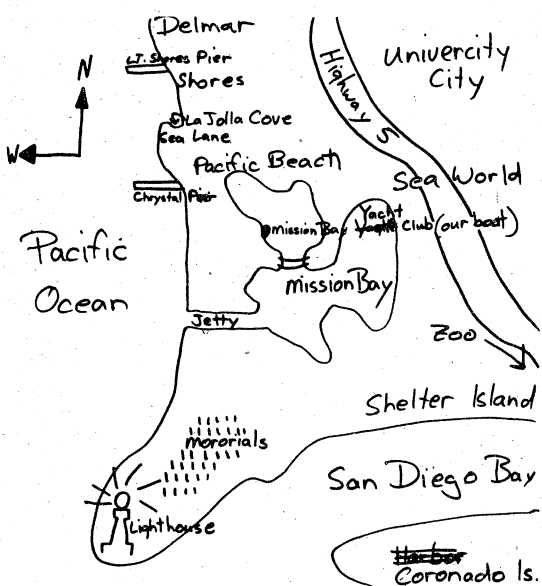 Delmar
L.J. Shores Pier
Shores
N
W
Highway 5
Univercity
City
La Jolla Cove
Sea Lane
Pacific Beach
Sea World
Chrystal Pier
Yacht
Mission Bay Yacht Club (our boat)
Pacific
Ocean
Mission Bay
Jetty
Zoo
Shelter Island
Mororials
San Diego Bay
Lighthouse
Harbor
Coronado Is.